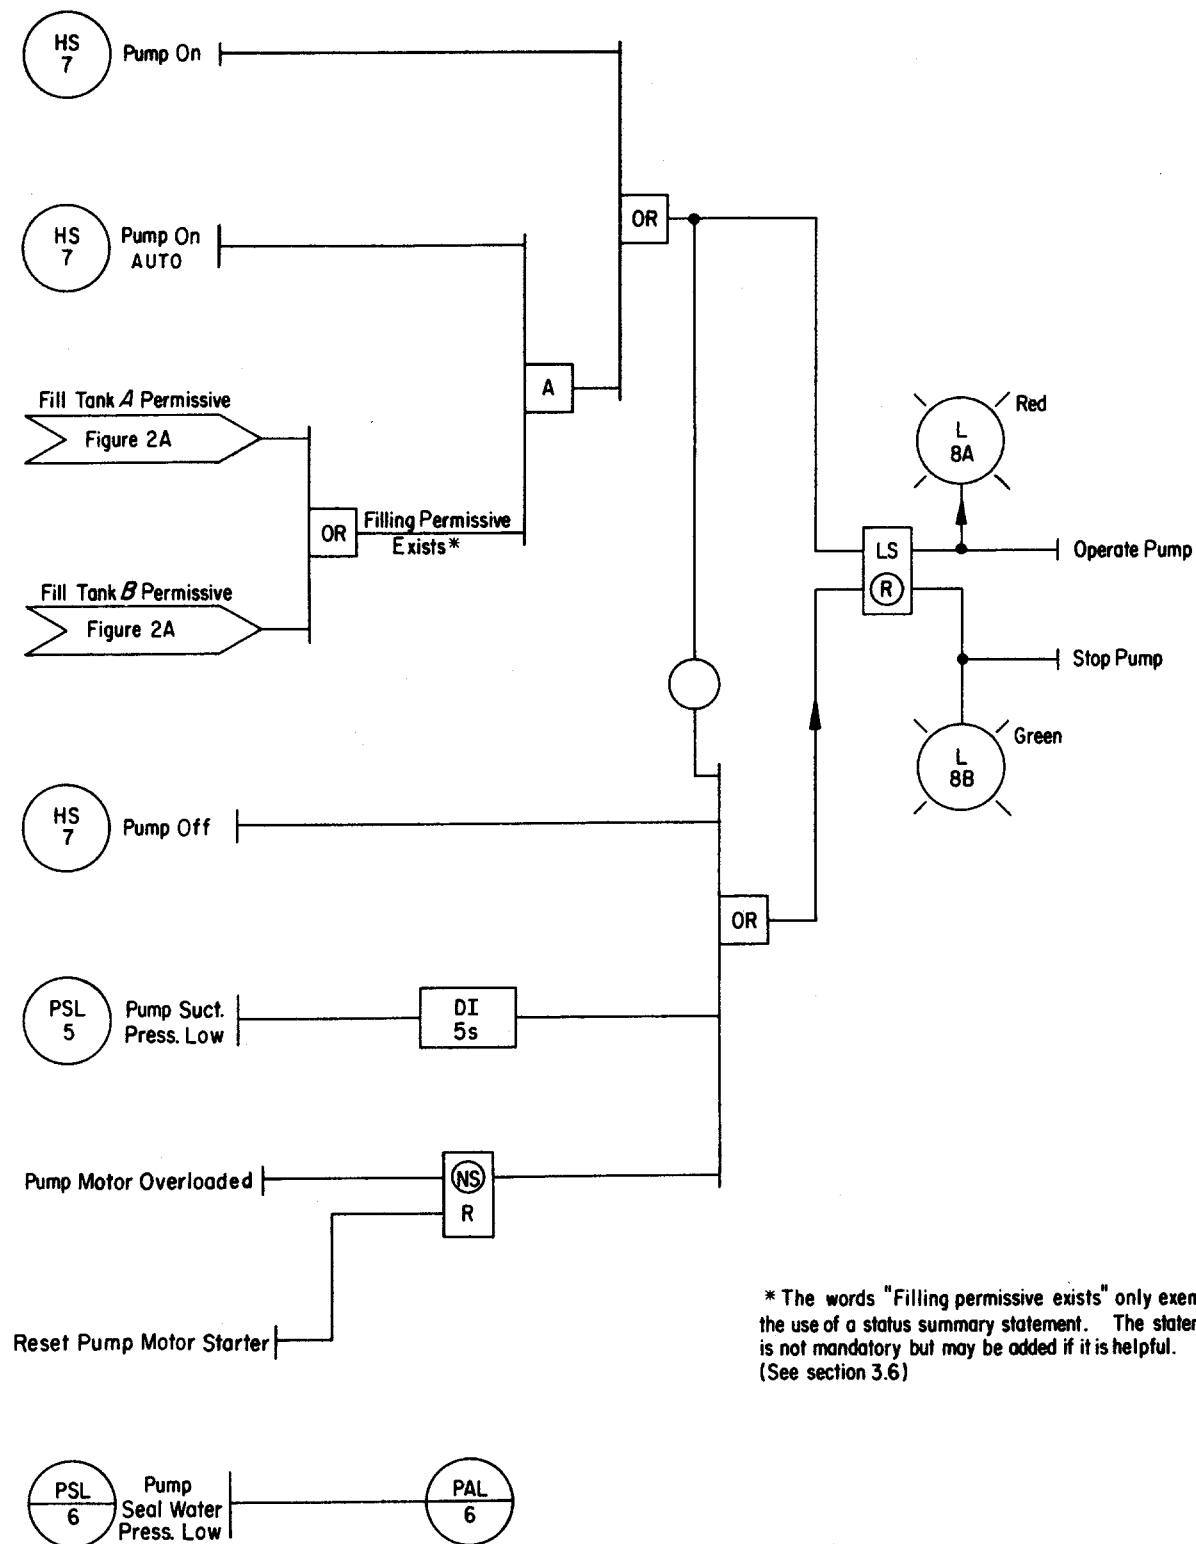 HS
7
Pump On
HS
7
Pump On
AUTO
OR
A
Fill Tank A Permissive
Figure 2A
OR
Filling Permissive
Exists*
Fill Tank B Permissive
Figure 2A
L
8A
Red
LS
R
Operate Pump
Stop Pump
L
8B
Green
HS
7
Pump Off
OR
PSL
5
Pump Suct.
Press. Low
DI
5s
Pump Motor Overloaded
NS
R
Reset Pump Motor Starter
* The words "Filling permissive exists" only exem
the use of a status summary statement. The stater
is not mandatory but may be added if it is helpful.
(See section 3.6)
PSL
6
Pump
Seal Water
Press. Low
PAL
6